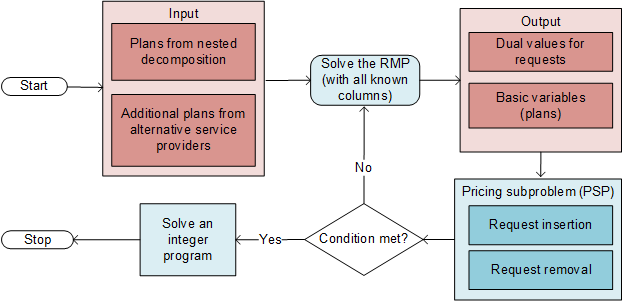 Start
Input
Plans from nested
decomposition
Additional plans from
alternative service
providers
Solve the RMP
(with all known
columns)
Output
Dual values for
requests
Basic variables
(plans)
Pricing subproblem (PSP)
Request insertion
Request removal
Condition met?
No
Yes
Solve an
integer
program
Stop